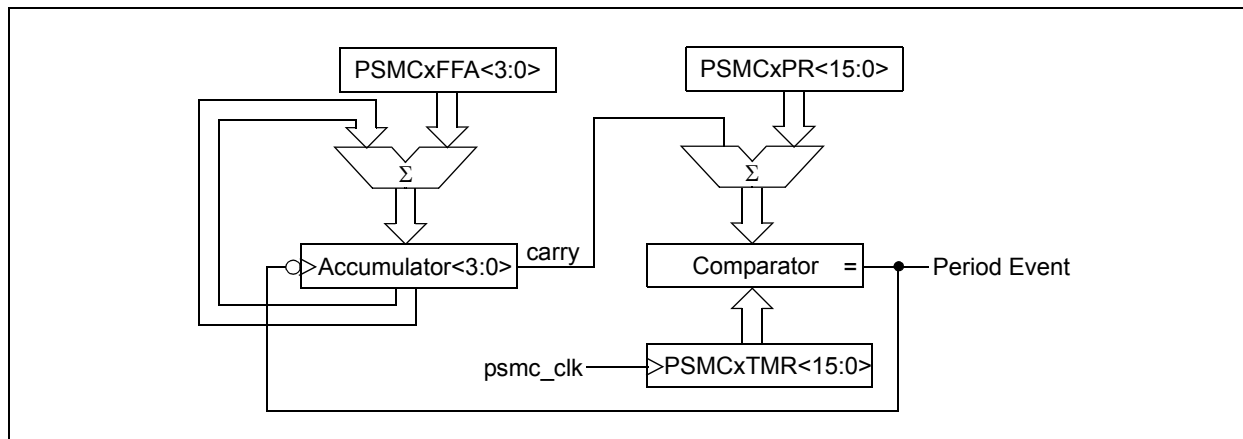 PSMCxFFA<3:0>
PSMCxPR<15:0>
Σ
Σ
Accumulator<3:0>
carry
Comparator =
Period Event
psmc_clk
PSMCxTMR<15:0>